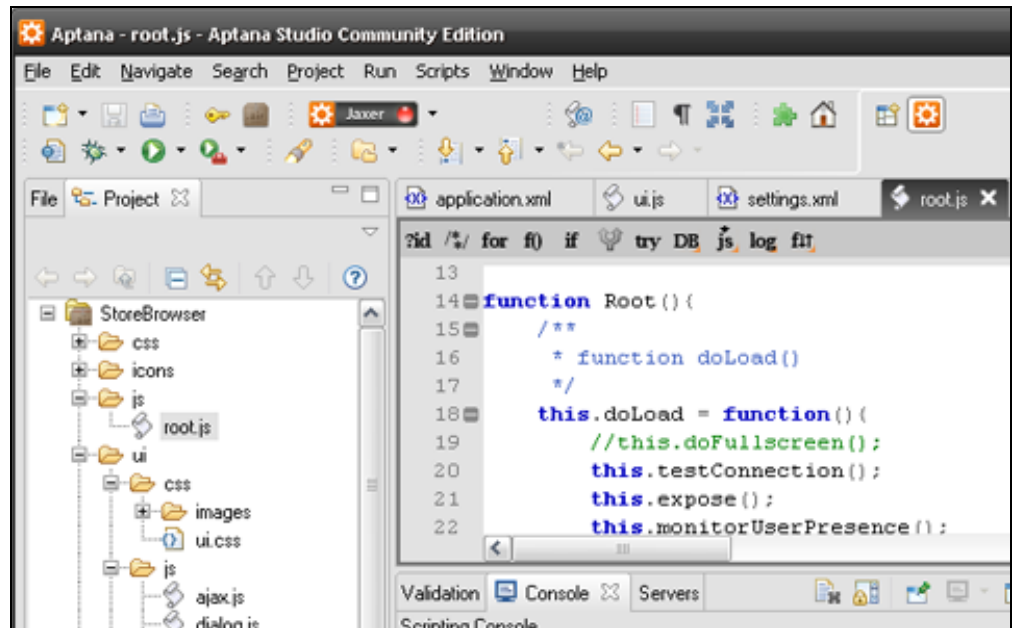 Aptana - root.js - Aptana Studio Community Edition
File Edit Navigate Search Project Run Scripts Window Help
Jaxer
File Project
application.xml ui.js settings.xml root.js
?id /*/ for f() if try DB js log
StoreBrowser
css
icons
js
root.js
ui
css
images
ui.css
js
ajax.js
dialog.js
13
14 function Root(){
15 /**
16 * function doLoad()
17 */
18 this.doLoad = function(){
19 //this.doFullscreen();
20 this.testConnection();
21 this.expose();
22 this.monitorUserPresence();
Validation Console Servers
Scripting Console